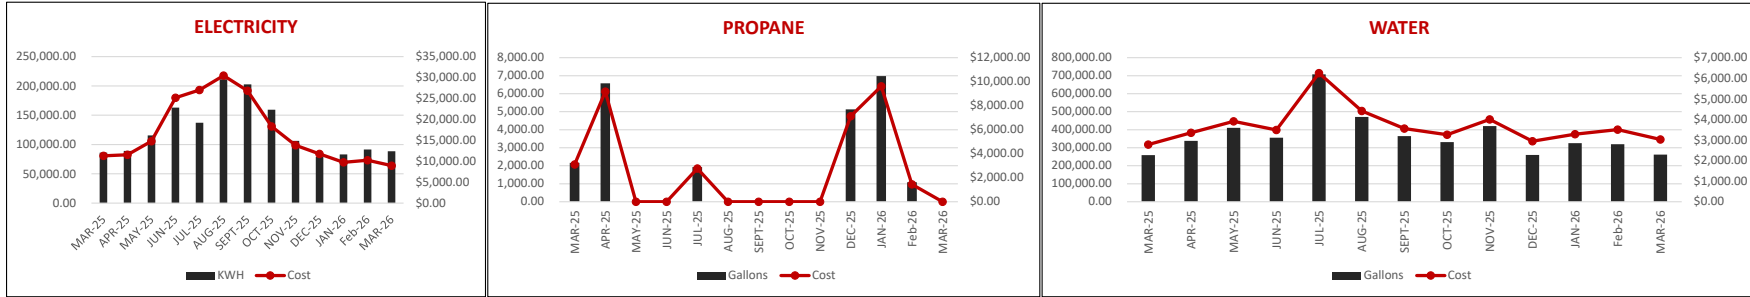 ELECTRICITY
250,000.00
200,000.00
150,000.00
100,000.00
50,000.00
0.00
$35,000.00
$30,000.00
$25,000.00
$20,000.00
$15,000.00
$10,000.00
$5,000.00
$0.00
MAR-25
APR-25
MAY-25
JUN-25
JUL-25
AUG-25
SEPT-25
OCT-25
NOV-25
DEC-25
JAN-26
Feb-26
MAR-26
KWH
Cost
PROPANE
8,000.00
7,000.00
6,000.00
5,000.00
4,000.00
3,000.00
2,000.00
1,000.00
0.00
$12,000.00
$10,000.00
$8,000.00
$6,000.00
$4,000.00
$2,000.00
$0.00
MAR-25
APR-25
MAY-25
JUN-25
JUL-25
AUG-25
SEPT-25
OCT-25
NOV-25
DEC-25
JAN-26
Feb-26
MAR-26
Gallons
Cost
WATER
800,000.00
700,000.00
600,000.00
500,000.00
400,000.00
300,000.00
200,000.00
100,000.00
0.00
$7,000.00
$6,000.00
$5,000.00
$4,000.00
$3,000.00
$2,000.00
$1,000.00
$0.00
MAR-25
APR-25
MAY-25
JUN-25
JUL-25
AUG-25
SEPT-25
OCT-25
NOV-25
DEC-25
JAN-26
Feb-26
MAR-26
Gallons
Cost